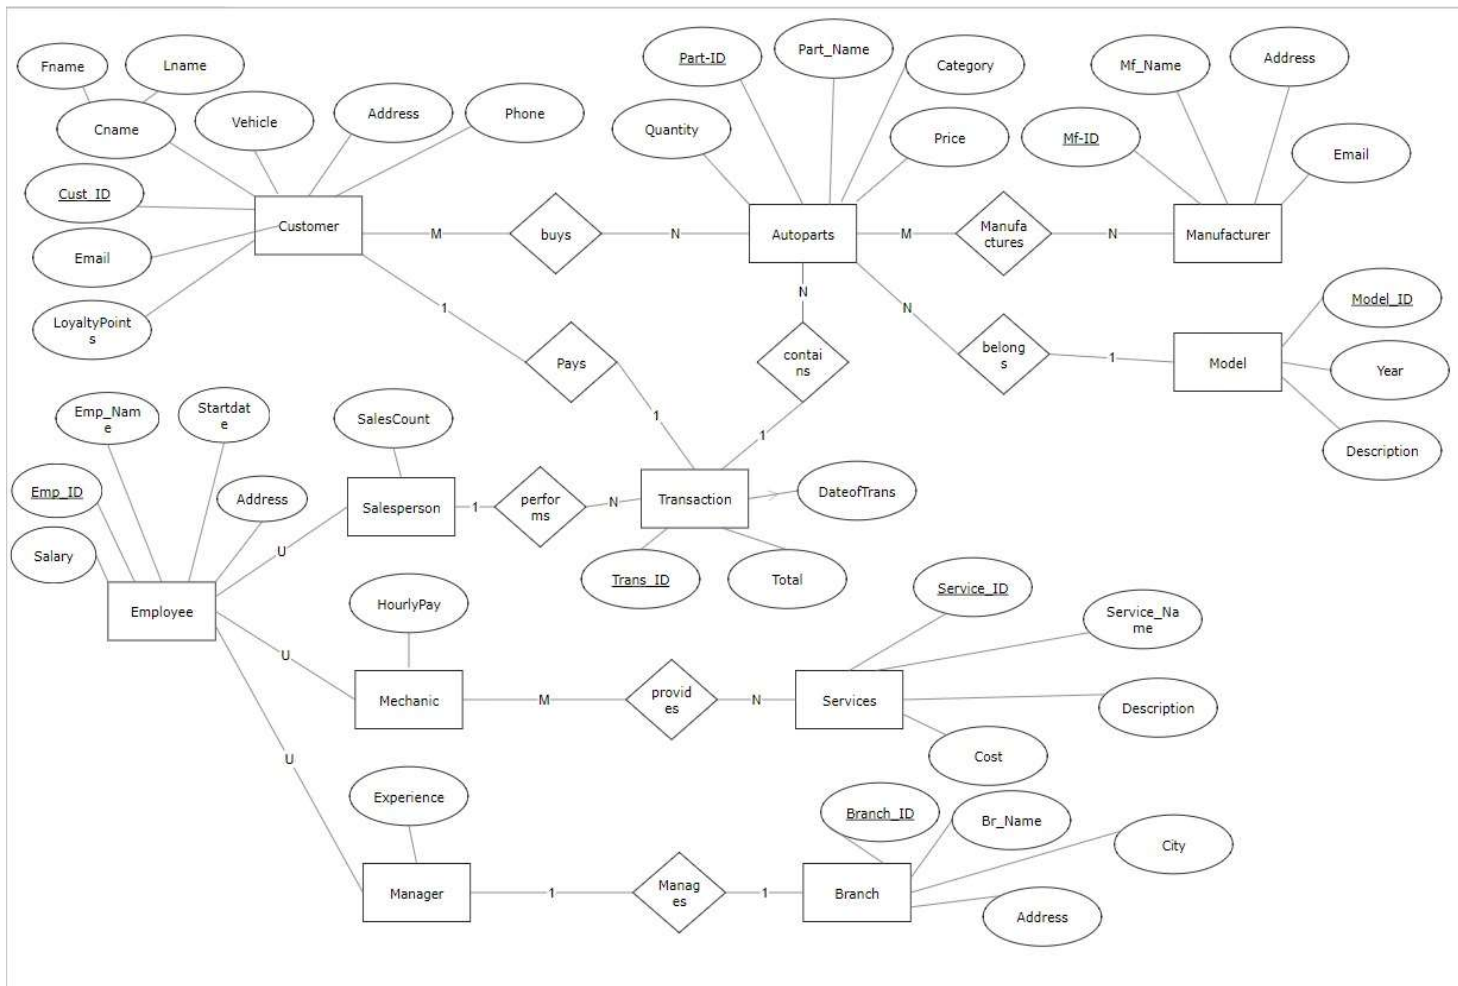 Fname
Lname
Cname
Vehicle
Address
Phone
Cust_ID
Email
LoyaltyPoint
s
Customer
M
buys
N
Part-ID
Part_Name
Category
Quantity
Price
Autoparts
M
Manufa
ctures
N
Mf_Name
Address
Mf-ID
Email
Manufacturer
1
Pays
1
N
contai
ns
1
N
belong
s
1
Model_ID
Model
Year
Description
Emp_Nam
e
Startdat
e
Emp_ID
Address
Salary
Employee
U
SalesCount
Salesperson
1
perfor
ms
N
Transaction
DateofTrans
Trans_ID
Total
U
HourlyPay
Mechanic
M
provid
es
N
Services
Service_ID
Service_Na
me
Description
Cost
U
Experience
Manager
1
Manag
es
1
Branch
Branch_ID
Br_Name
City
Address